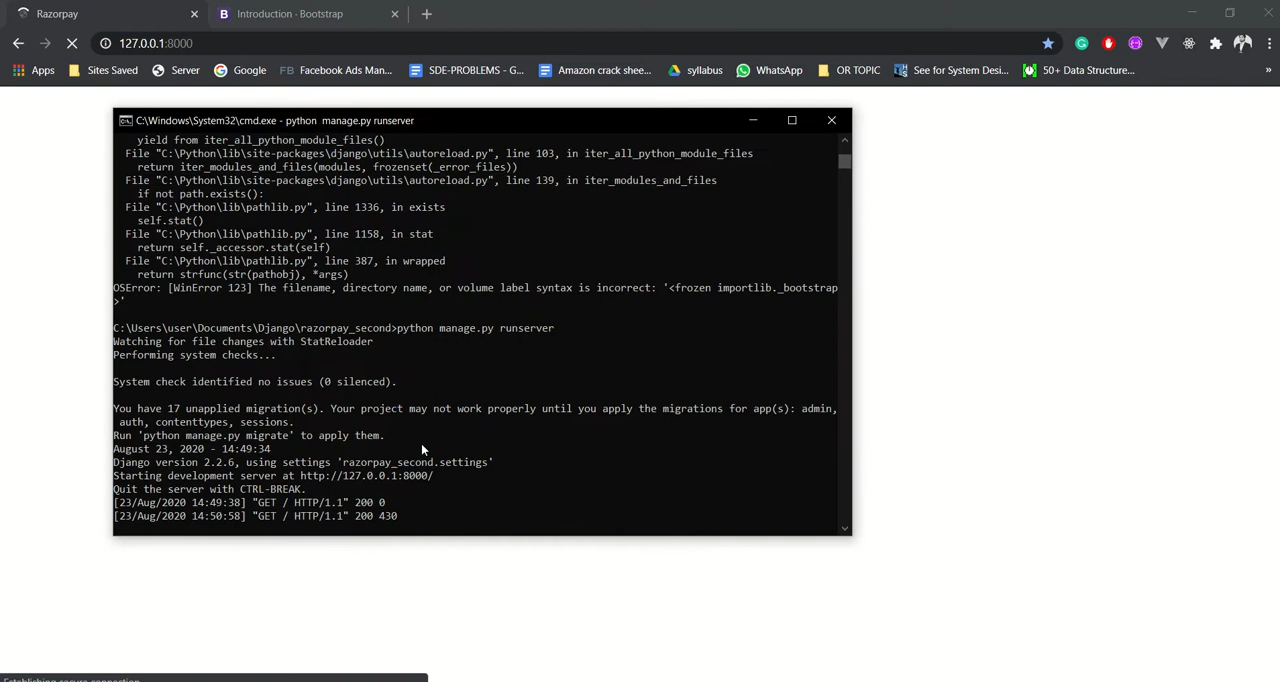 Razorpay
Introduction · Bootstrap
127.0.0.1:8000
Apps
Sites Saved
Server
Google
Facebook Ads Man...
SDE-PROBLEMS - G...
Amazon crack shee...
syllabus
WhatsApp
OR TOPIC
See for System Desi...
50+ Data Structure...
»
C:\Windows\System32\cmd.exe - python  manage.py runserver
yield from iter_all_python_module_files()
File "C:\Python\lib\site-packages\django\utils\autoreload.py", line 103, in iter_all_python_module_files
return iter_modules_and_files(modules, frozenset(_error_files))
File "C:\Python\lib\site-packages\django\utils\autoreload.py", line 139, in iter_modules_and_files
if not path.exists():
File "C:\Python\lib\pathlib.py", line 1336, in exists
self.stat()
File "C:\Python\lib\pathlib.py", line 1158, in stat
return self._accessor.stat(self)
File "C:\Python\lib\pathlib.py", line 387, in wrapped
return strfunc(str(pathobj), *args)
OSError: [WinError 123] The filename, directory name, or volume label syntax is incorrect: '<frozen importlib._bootstrap
>'
C:\Users\user\Documents\Django\razorpay_second>python manage.py runserver
Watching for file changes with StatReloader
Performing system checks...
System check identified no issues (0 silenced).
You have 17 unapplied migration(s). Your project may not work properly until you apply the migrations for app(s): admin,
auth, contenttypes, sessions.
Run 'python manage.py migrate' to apply them.
August 23, 2020 - 14:49:34
Django version 2.2.6, using settings 'razorpay_second.settings'
Starting development server at http://127.0.0.1:8000/
Quit the server with CTRL-BREAK.
[23/Aug/2020 14:49:38] "GET / HTTP/1.1" 200 0
[23/Aug/2020 14:50:58] "GET / HTTP/1.1" 200 430
Establishing secure connection...